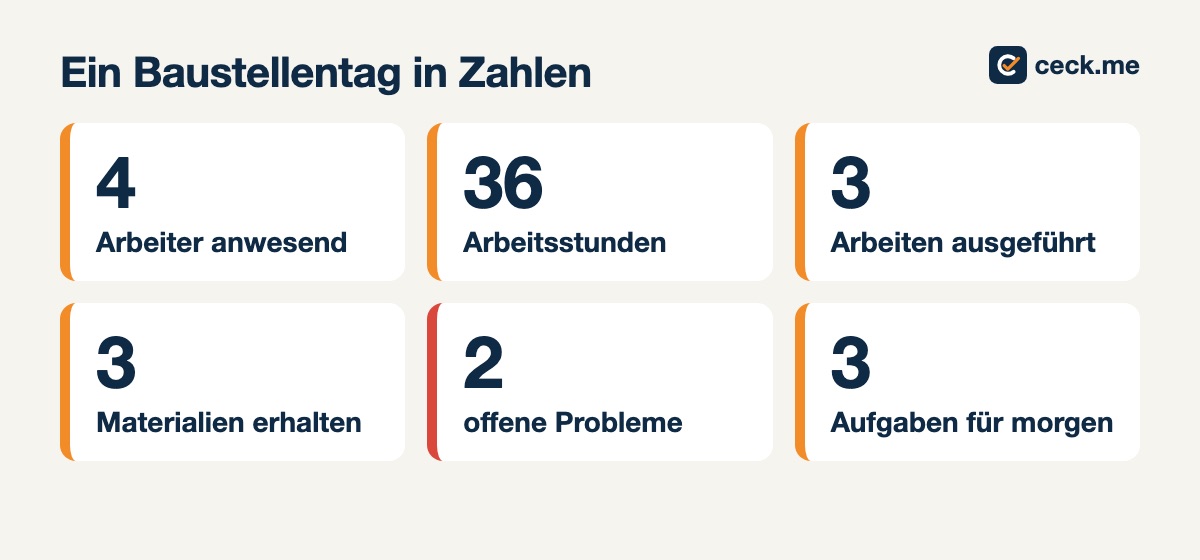 Ein Baustellentag in Zahlen
ceck.me
4
Arbeiter anwesend
36
Arbeitsstunden
3
Arbeiten ausgeführt
3
Materialien erhalten
2
offene Probleme
3
Aufgaben für morgen